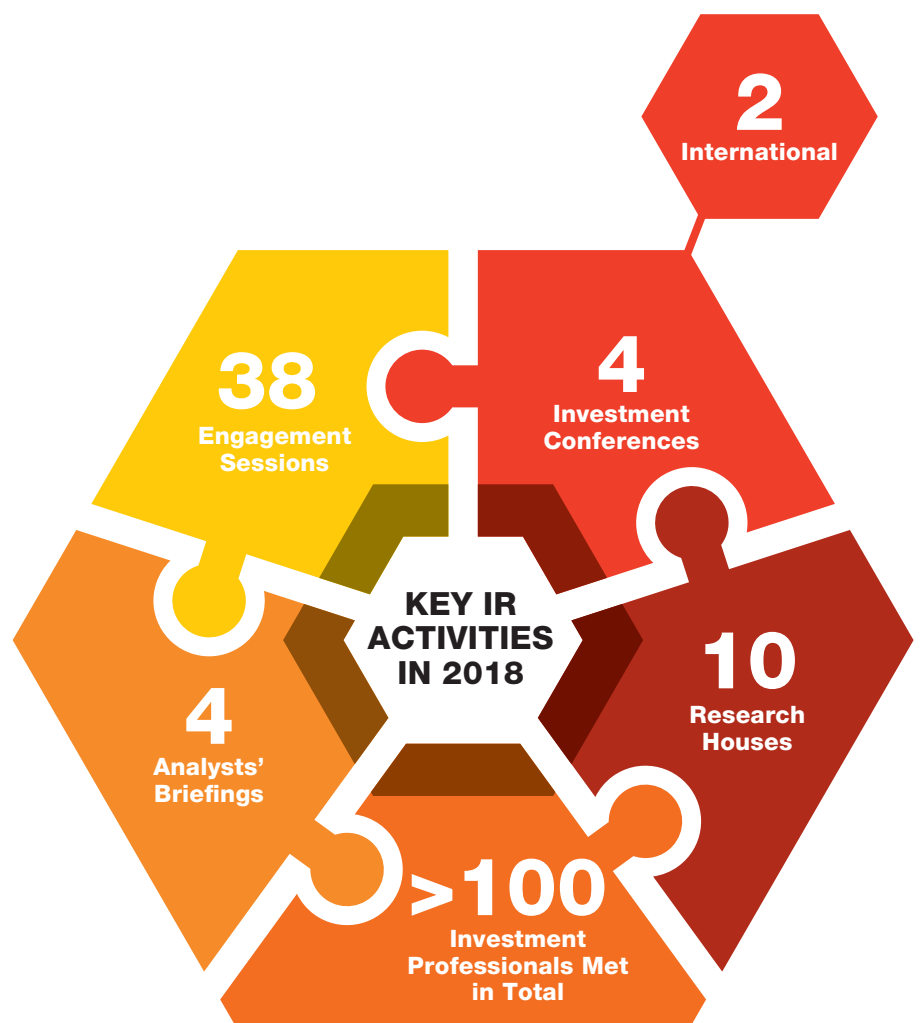 2
International
38
Engagement
Sessions
4
Investment
Conferences
KEY IR
ACTIVITIES
IN 2018
10
Research
Houses
4
Analysts'
Briefings
>100
Investment
Professionals Met
in Total